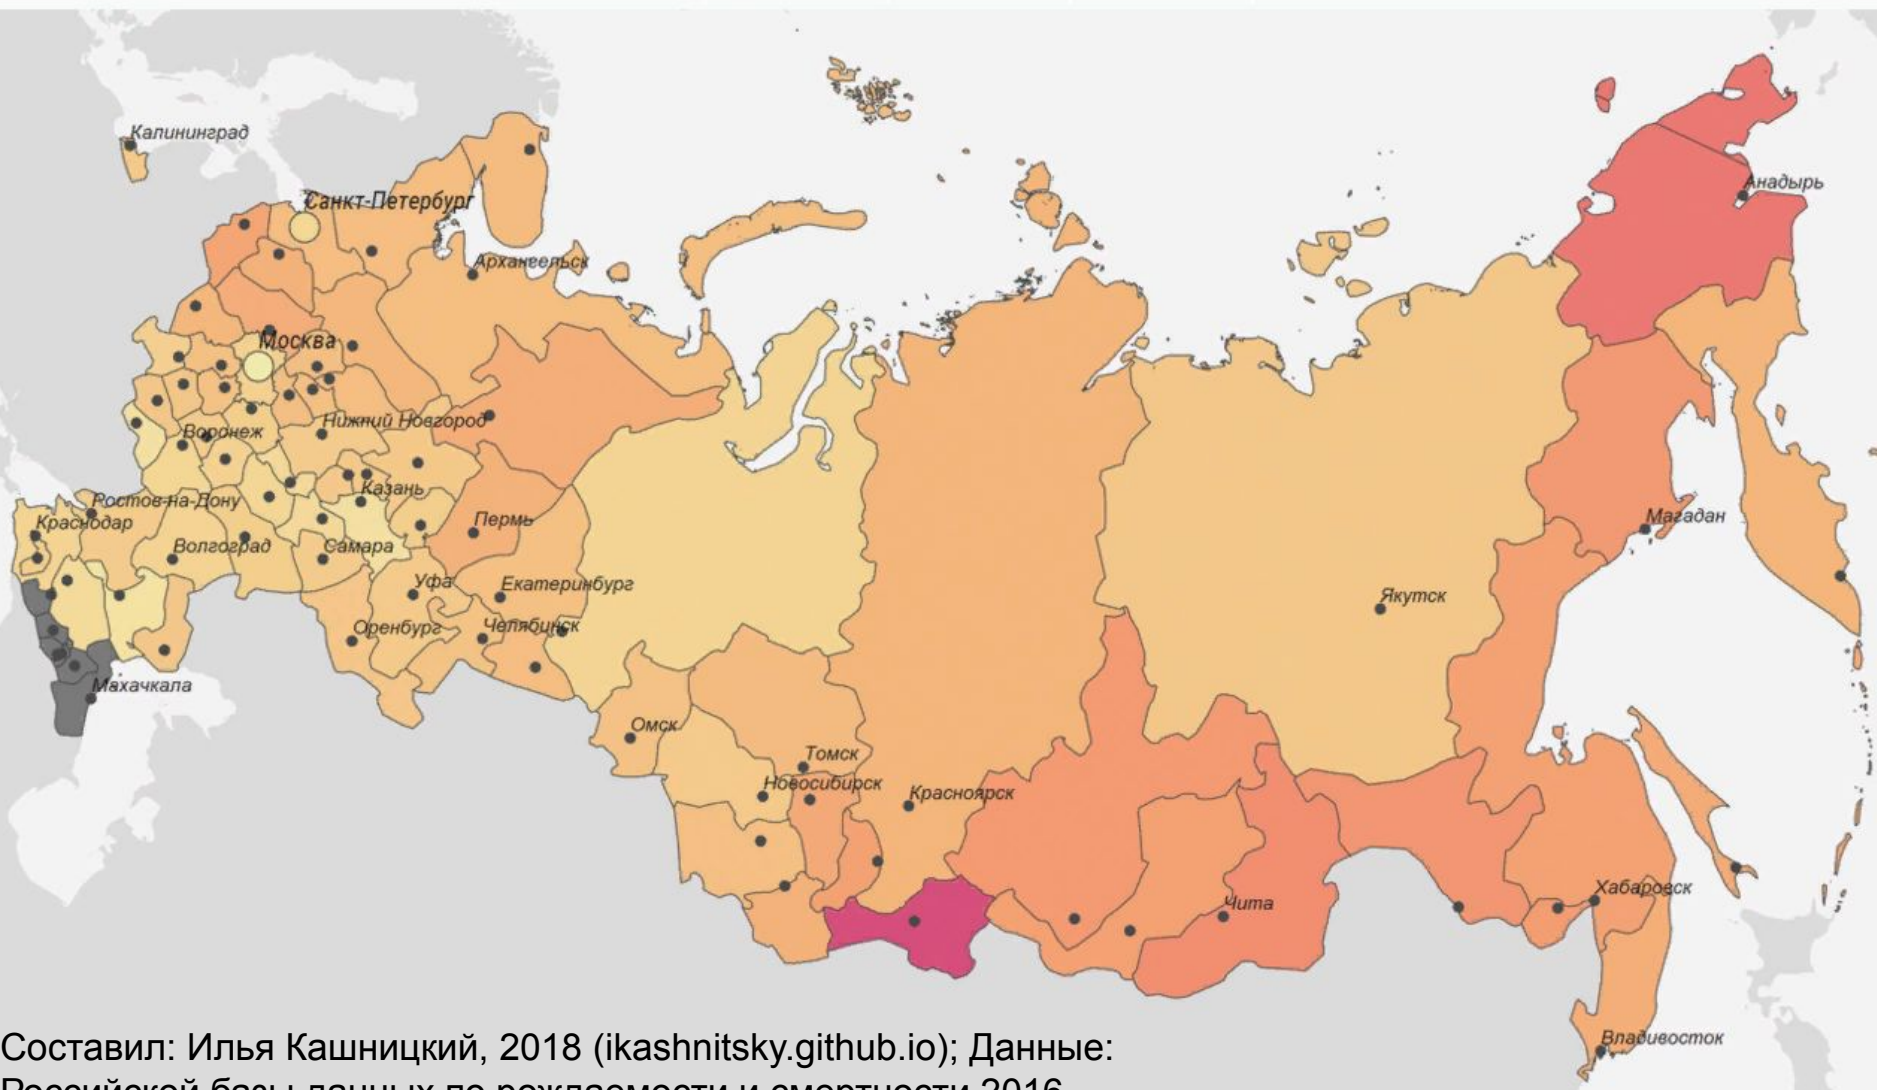 Калининград
Санкт-Петербург
Анадырь
Архангельск
Москва
Нижний Новгород
Воронеж
Казань
Ростов-на-Дону
Краснодар
Пермь
Магадан
Волгоград
Самара
Уфа
Екатеринбург
Якутск
Оренбург
Челябинск
Махачкала
Омск
Томск
Новосибирск
Красноярск
Чита
Хабаровск
Владивосток
Составил: Илья Кашницкий, 2018 (ikashnitsky.github.io); Данные:
Российской базы данных по рождаемости и смертности 2016